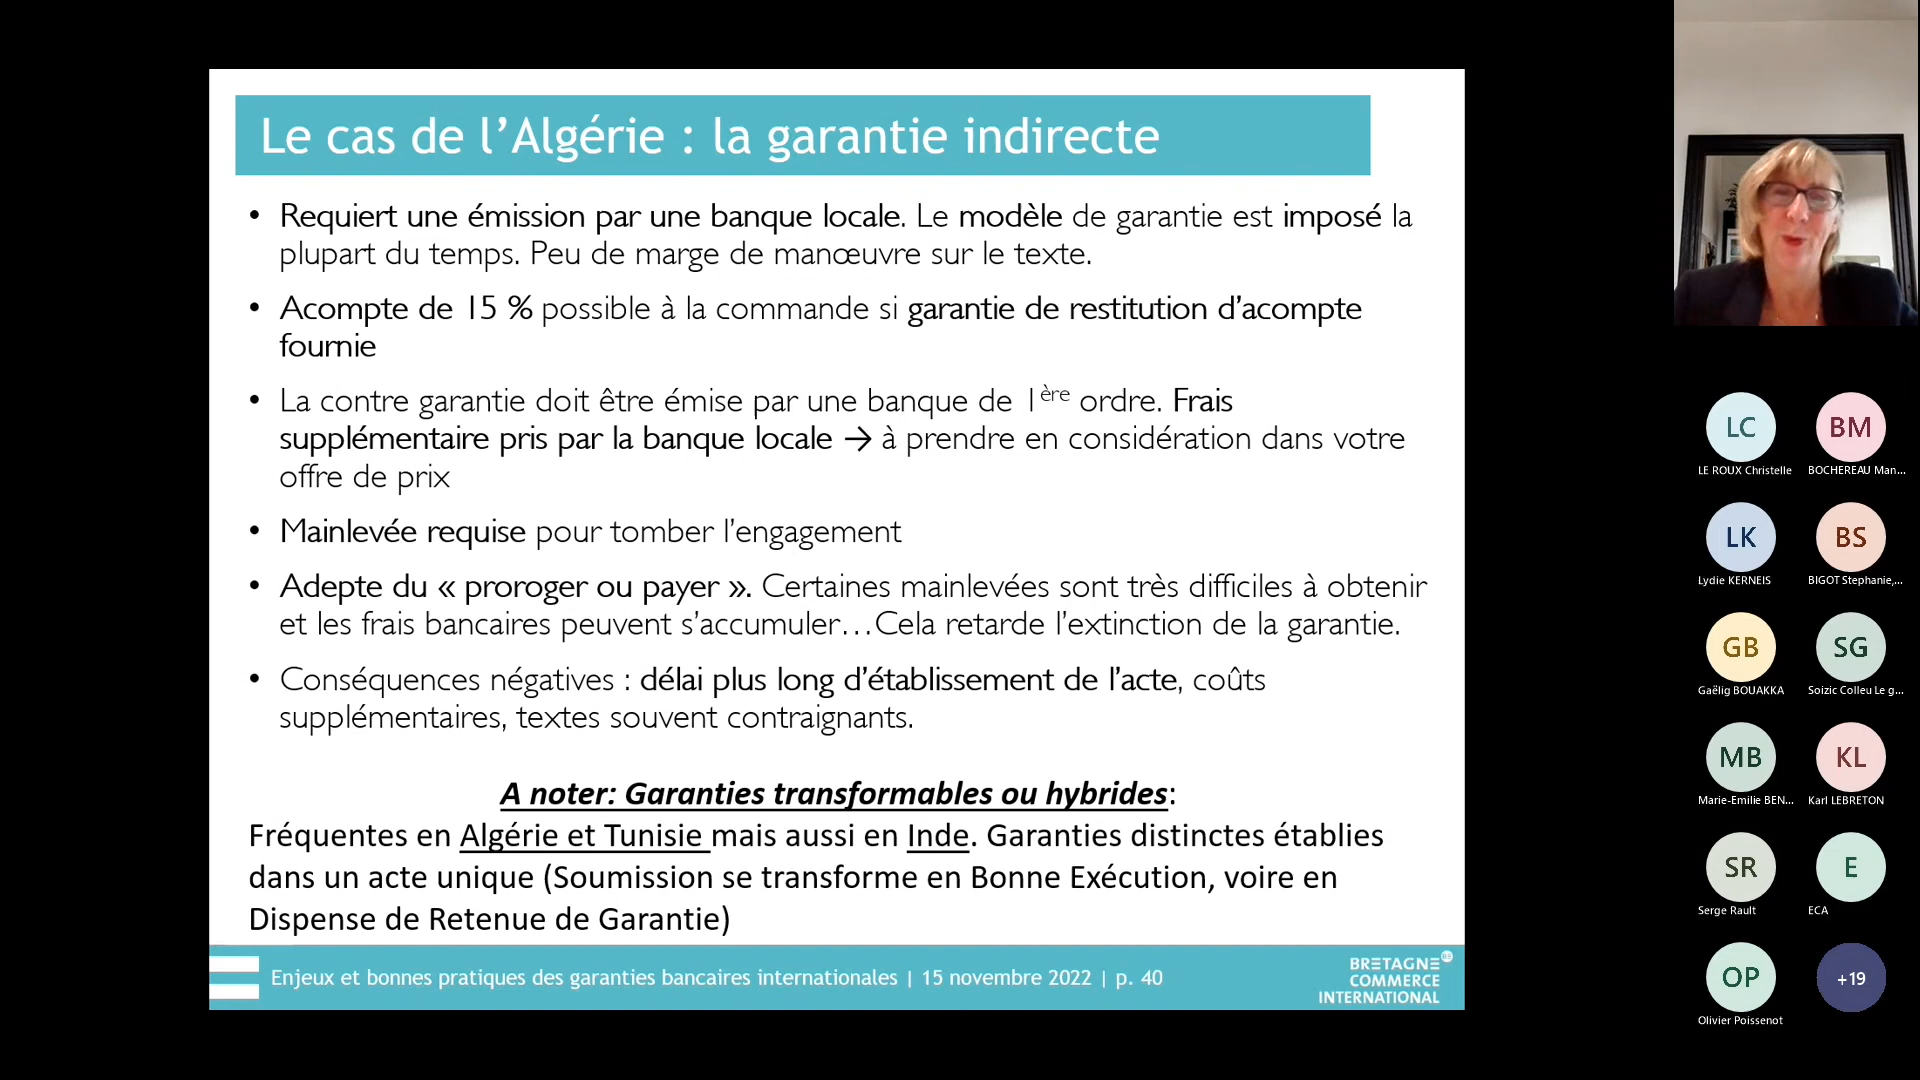 Le cas de l’Algérie : la garantie indirecte
• Requiert une émission par une banque locale. Le modèle de garantie est imposé la
plupart du temps. Peu de marge de manœuvre sur le texte.
• Acompte de 15 % possible à la commande si garantie de restitution d’acompte
fournie
• La contre garantie doit être émise par une banque de 1ère ordre. Frais
supplémentaire pris par la banque locale → à prendre en considération dans votre
offre de prix
• Mainlevée requise pour tomber l’engagement
• Adepte du « proroger ou payer ». Certaines mainlevées sont très difficiles à obtenir
et les frais bancaires peuvent s’accumuler…Cela retarde l’extinction de la garantie.
• Conséquences négatives : délai plus long d’établissement de l’acte, coûts
supplémentaires, textes souvent contraignants.
A noter: Garanties transformables ou hybrides:
Fréquentes en Algérie et Tunisie mais aussi en Inde. Garanties distinctes établies
dans un acte unique (Soumission se transforme en Bonne Exécution, voire en
Dispense de Retenue de Garantie)
Enjeux et bonnes pratiques des garanties bancaires internationales | 15 novembre 2022 | p. 40
BRETAGNE
COMMERCE
INTERNATIONAL
LC BM
LE ROUX Christelle BOCHEREAU Man...
LK BS
Lydie KERNEIS BIGOT Stephanie,...
GB SG
Gaëlig BOUAKKA Soizic Colleu Le g...
MB KL
Marie-Emilie BEN... Karl LEBRETON
SR E
Serge Rault ECA
OP +19
Olivier Poissenot